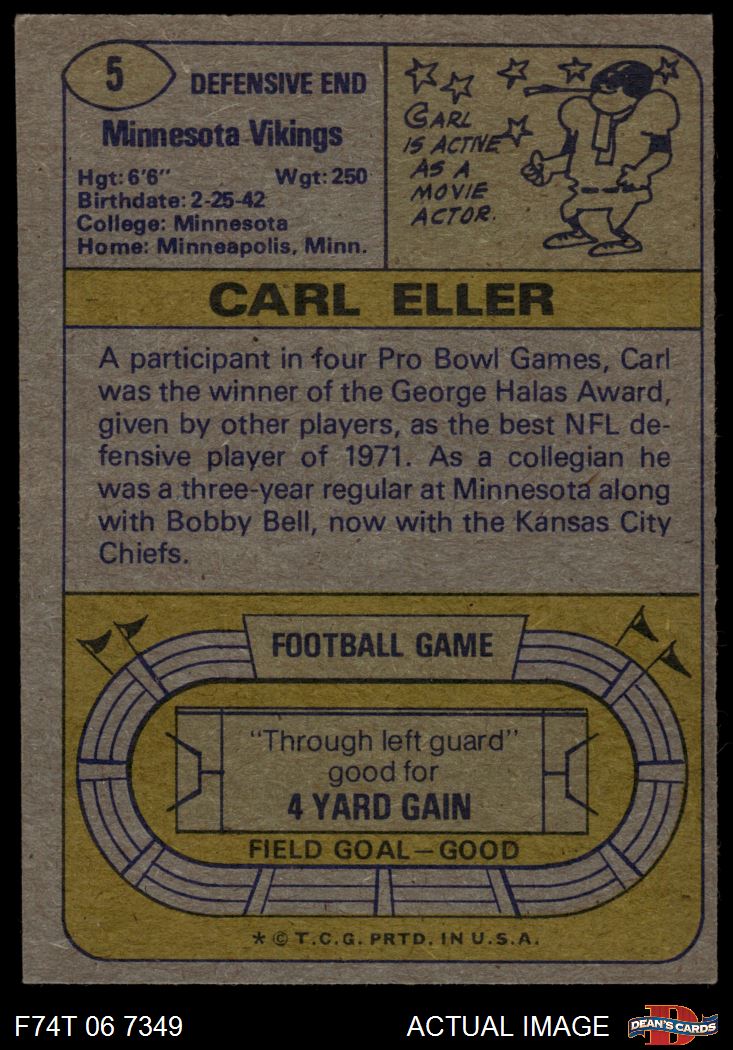 5
DEFENSIVE END
Minnesota Vikings
Hgt: 6'6" Wgt: 250
Birthdate: 2-25-42
College: Minnesota
Home: Minneapolis, Minn.
CARL
IS ACTIVE
AS A
MOVIE
ACTOR.
CARL ELLER
A participant in four Pro Bowl Games, Carl
was the winner of the George Halas Award,
given by other players, as the best NFL de-
fensive player of 1971. As a collegian he
was a three-year regular at Minnesota along
with Bobby Bell, now with the Kansas City
Chiefs.
FOOTBALL GAME
"Through left guard"
good for
4 YARD GAIN
FIELD GOAL—GOOD
* © T.C.G. PRTD. IN U.S.A.
F74T 06 7349
ACTUAL IMAGE
D
DEAN'S CARDS